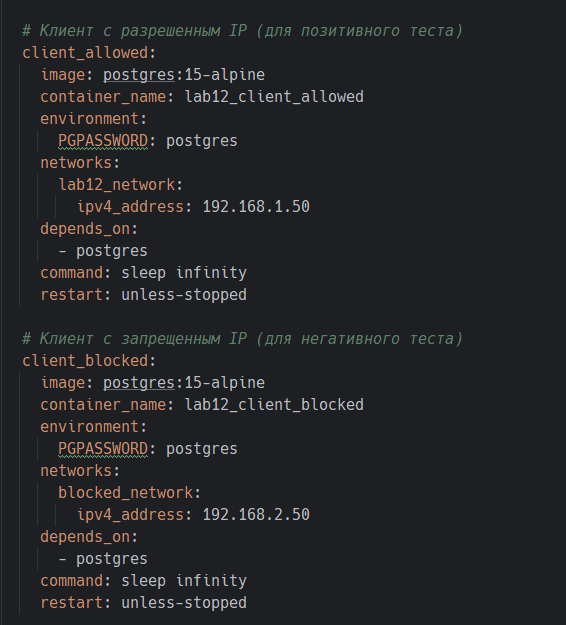 # Клиент с разрешенным IP (для позитивного теста)
client_allowed:
image: postgres:15-alpine
container_name: lab12_client_allowed
environment:
PGPASSWORD: postgres
networks:
lab12_network:
ipv4_address: 192.168.1.50
depends_on:
- postgres
command: sleep infinity
restart: unless-stopped
# Клиент с запрещенным IP (для негативного теста)
client_blocked:
image: postgres:15-alpine
container_name: lab12_client_blocked
environment:
PGPASSWORD: postgres
networks:
blocked_network:
ipv4_address: 192.168.2.50
depends_on:
- postgres
command: sleep infinity
restart: unless-stopped